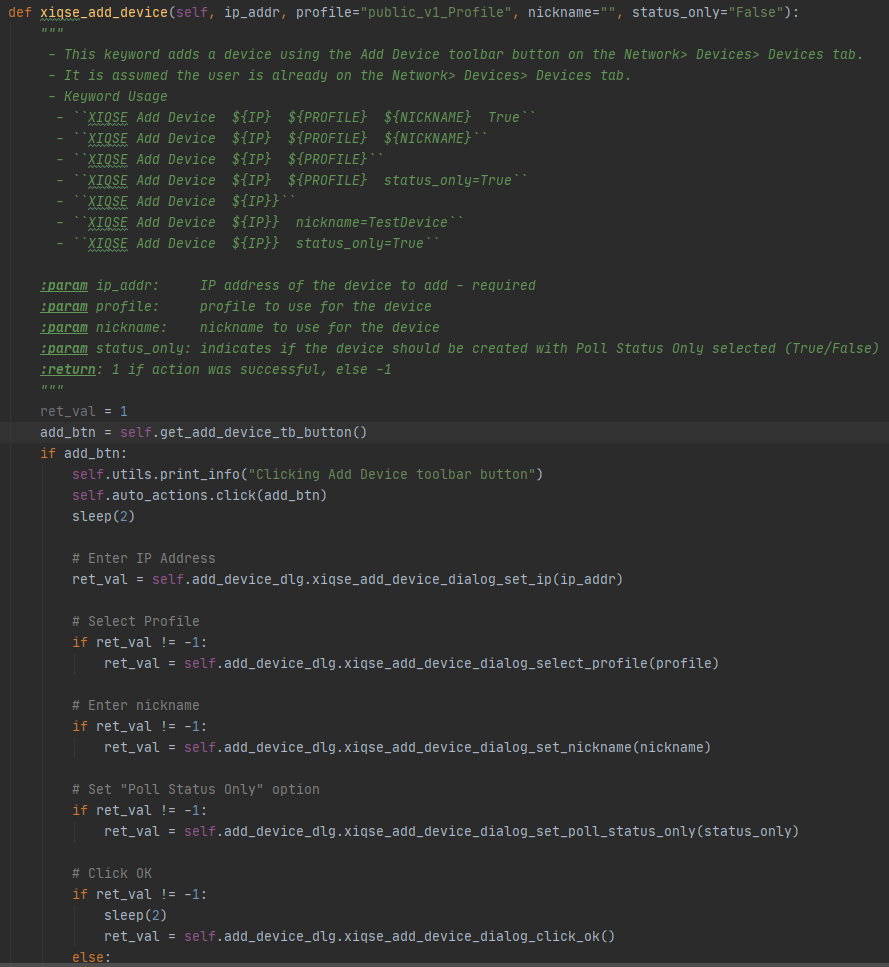 def xiqse_add_device(self, ip_addr, profile="public_v1_Profile", nickname="", status_only="False"):
    """
     - This keyword adds a device using the Add Device toolbar button on the Network> Devices> Devices tab.
     - It is assumed the user is already on the Network> Devices> Devices tab.
     - Keyword Usage
      - ``XIQSE Add Device  ${IP}  ${PROFILE}  ${NICKNAME}  True``
      - ``XIQSE Add Device  ${IP}  ${PROFILE}  ${NICKNAME}``
      - ``XIQSE Add Device  ${IP}  ${PROFILE}``
      - ``XIQSE Add Device  ${IP}  ${PROFILE}  status_only=True``
      - ``XIQSE Add Device  ${IP}}``
      - ``XIQSE Add Device  ${IP}}  nickname=TestDevice``
      - ``XIQSE Add Device  ${IP}}  status_only=True``

    :param ip_addr:     IP address of the device to add - required
    :param profile:     profile to use for the device
    :param nickname:    nickname to use for the device
    :param status_only: indicates if the device should be created with Poll Status Only selected (True/False)
    :return: 1 if action was successful, else -1
    """
    ret_val = 1
    add_btn = self.get_add_device_tb_button()
    if add_btn:
        self.utils.print_info("Clicking Add Device toolbar button")
        self.auto_actions.click(add_btn)
        sleep(2)

        # Enter IP Address
        ret_val = self.add_device_dlg.xiqse_add_device_dialog_set_ip(ip_addr)

        # Select Profile
        if ret_val != -1:
            ret_val = self.add_device_dlg.xiqse_add_device_dialog_select_profile(profile)

        # Enter nickname
        if ret_val != -1:
            ret_val = self.add_device_dlg.xiqse_add_device_dialog_set_nickname(nickname)

        # Set "Poll Status Only" option
        if ret_val != -1:
            ret_val = self.add_device_dlg.xiqse_add_device_dialog_set_poll_status_only(status_only)

        # Click OK
        if ret_val != -1:
            sleep(2)
            ret_val = self.add_device_dlg.xiqse_add_device_dialog_click_ok()
        else: